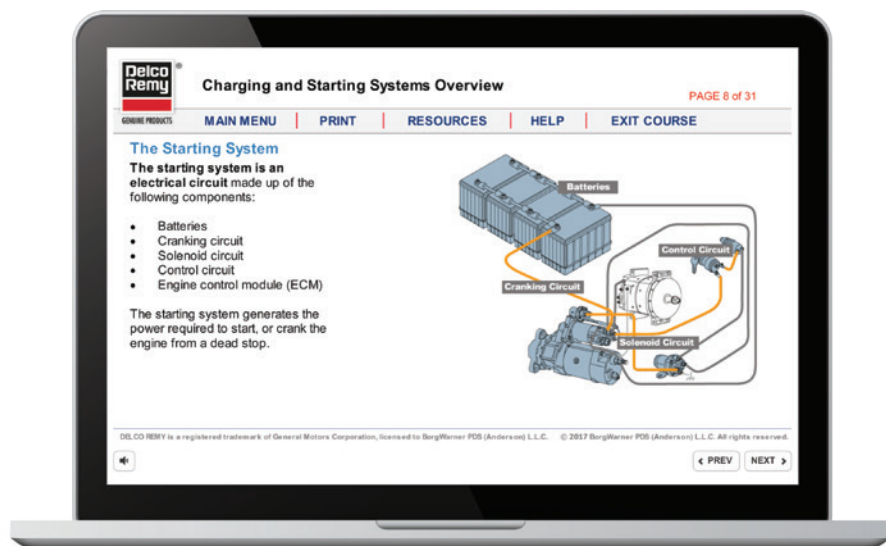 Delco
Remy
®
GENUINE PRODUCTS
Charging and Starting Systems Overview
PAGE 8 of 31
MAIN MENU | PRINT | RESOURCES | HELP | EXIT COURSE
The Starting System
The starting system is an
electrical circuit made up of the
following components:
• Batteries
• Cranking circuit
• Solenoid circuit
• Control circuit
• Engine control module (ECM)
The starting system generates the
power required to start, or crank the
engine from a dead stop.
Batteries
Control Circuit
Cranking Circuit
Solenoid Circuit
DELCO REMY is a registered trademark of General Motors Corporation, licensed to BorgWarner PDS (Anderson) L.L.C. © 2017 BorgWarner PDS (Anderson) L.L.C. All rights reserved.
< PREV NEXT >